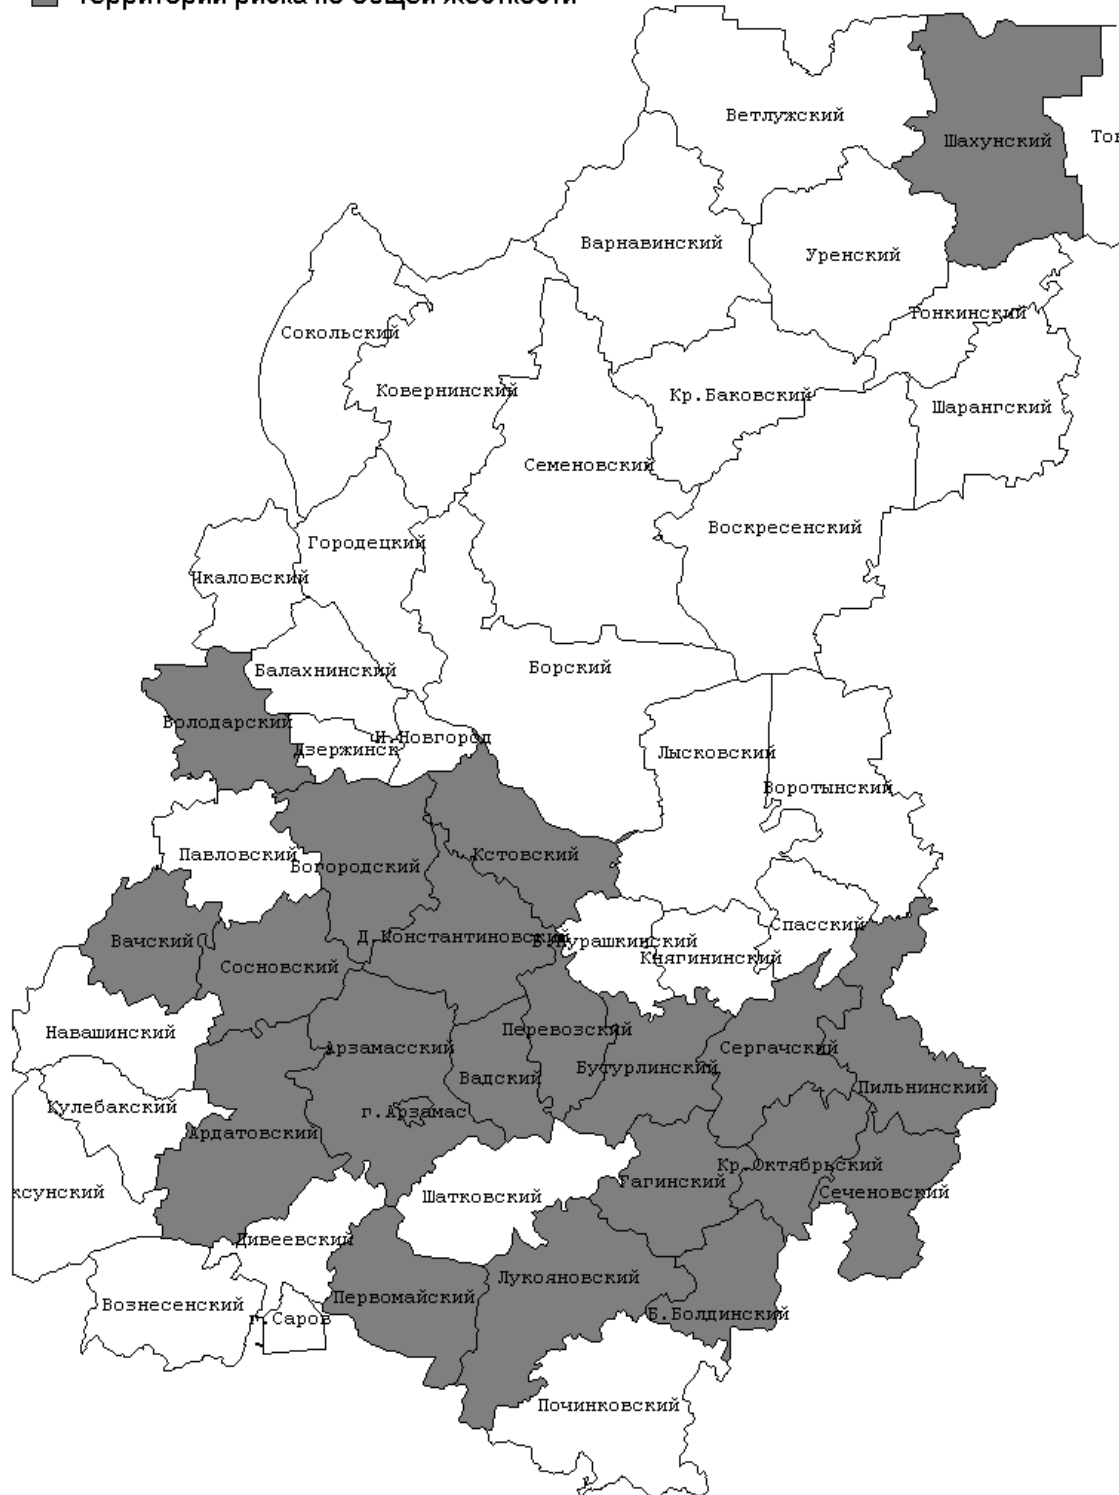 территории риска по общей жесткости
Ветлужский
Шахунский
Варнавинский
Уренский
Тонкинский
Сокольский
Ковернинский
Кр.Баковский
Шарангский
Семеновский
Воскресенский
Городецкий
Чкаловский
Борский
Балахнинский
Володарский
Н.Новгород
Дзержинск
Лысковский
Воротынский
Павловский
Богородский
Кстовский
Спасский
Вачский
Д.Константиновский
Б.Мурашкинский
Княгининский
Сосновский
Навашинский
Перевозский
Арзамасский
Сергачский
Бутурлинский
Вадский
Пильнинский
Кулебакский
г.Арзамас
Ардатовский
Кр.Октябрьский
Гагинский
Сеченовский
ксунский
Шатковский
Дивеевский
Лукояновский
Первомайский
Вознесенский
г.Саров
Б.Болдинский
Починковский